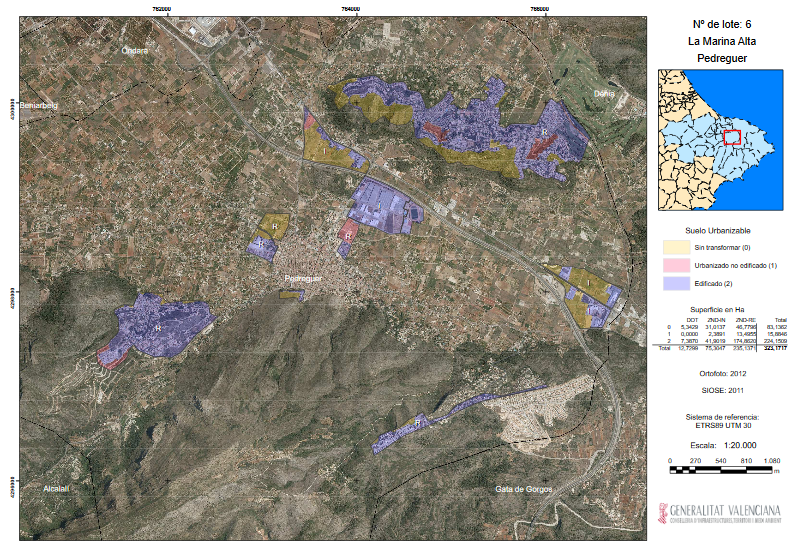 762000
764000
766000
4300000
4298000
4296000
Ondara
Beniarbeig
Denia
R
I
R
R
Pedreguer
I
R
R
Alcalalí
Gata de Gorgos
Nº de lote: 6
La Marina Alta
Pedreguer
Suelo Urbanizable
Sin transformar (0)
Urbanizado no edificado (1)
Edificado (2)
Superficie en Ha
DOT ZND-IN ZND-RE Total
0 5,3429 31,0137 46,7796 83,1362
1 0,0000 2,3891 13,4955 15,8846
2 7,3870 41,9019 174,8620 224,1509
Total 12,7299 75,3047 235,1371 323,1717
Ortofoto: 2012
SIOSE: 2011
Sistema de referencia:
ETRS89 UTM 30
Escala: 1:20.000
0 270 540 810 1.080
m
GENERALITAT VALENCIANA
CONSELLERIA D'INFRAESTRUCTURES, TERRITORI I MEDI AMBIENT